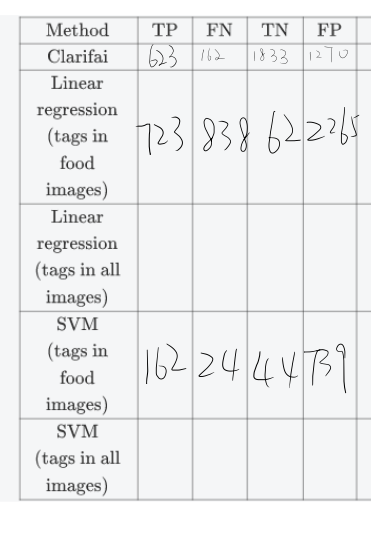 Method TP FN TN FP
Clarifai 623 162 1833 1270
Linear
regression
(tags in
food
images)
723 838 62 2265
Linear
regression
(tags in all
images)
SVM
(tags in
food
images)
162 24 44 739
SVM
(tags in all
images)